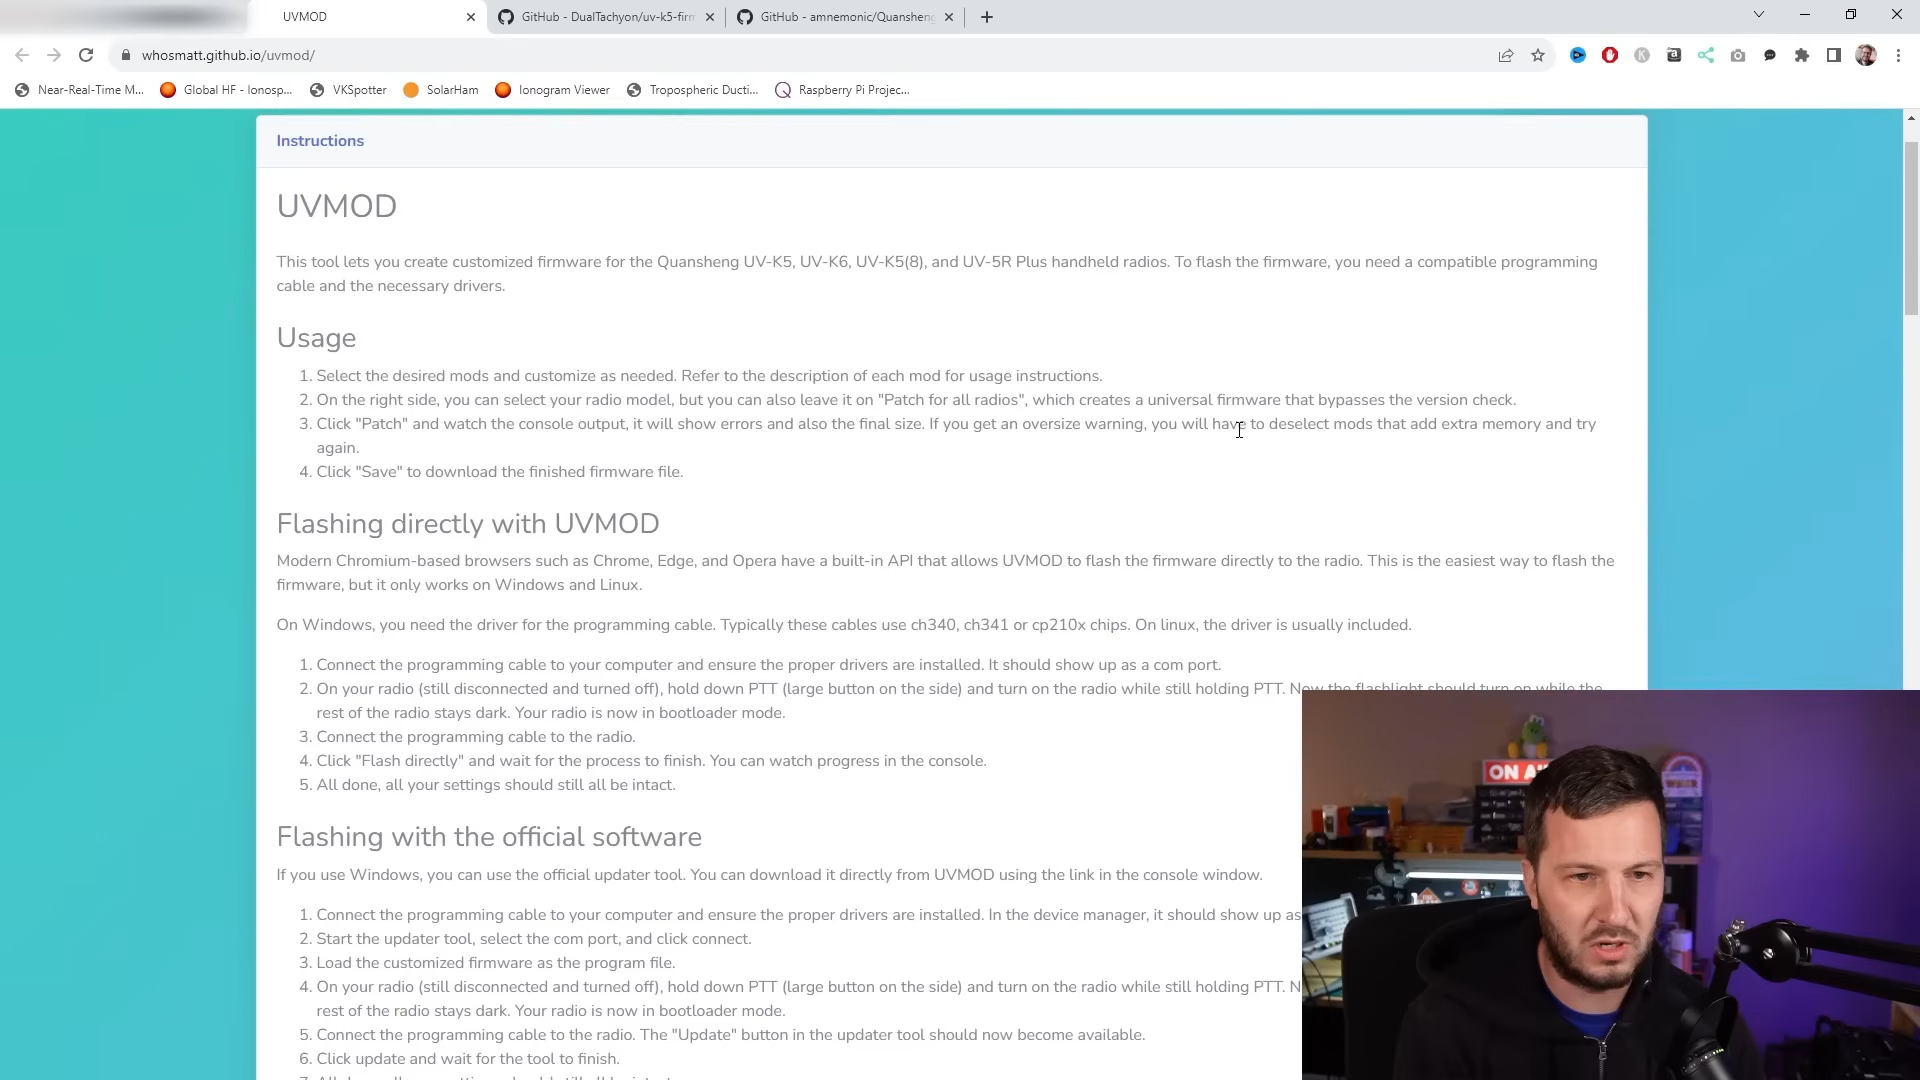 UVMOD
GitHub - DualTachyon/uv-k5-firm
GitHub - amnemonic/Quansheng
whosmatt.github.io/uvmod/
Near-Real-Time M...
Global HF - Ionosp...
VKSpotter
SolarHam
Ionogram Viewer
Tropospheric Ducti...
Raspberry Pi Projec...
Instructions
UVMOD
This tool lets you create customized firmware for the Quansheng UV-K5, UV-K6, UV-K5(8), and UV-5R Plus handheld radios. To flash the firmware, you need a compatible programming
cable and the necessary drivers.
Usage
1. Select the desired mods and customize as needed. Refer to the description of each mod for usage instructions.
2. On the right side, you can select your radio model, but you can also leave it on "Patch for all radios", which creates a universal firmware that bypasses the version check.
3. Click "Patch" and watch the console output, it will show errors and also the final size. If you get an oversize warning, you will have to deselect mods that add extra memory and try
again.
4. Click "Save" to download the finished firmware file.
Flashing directly with UVMOD
Modern Chromium-based browsers such as Chrome, Edge, and Opera have a built-in API that allows UVMOD to flash the firmware directly to the radio. This is the easiest way to flash the
firmware, but it only works on Windows and Linux.
On Windows, you need the driver for the programming cable. Typically these cables use ch340, ch341 or cp210x chips. On linux, the driver is usually included.
1. Connect the programming cable to your computer and ensure the proper drivers are installed. It should show up as a com port.
2. On your radio (still disconnected and turned off), hold down PTT (large button on the side) and turn on the radio while still holding PTT. Now the flashlight should turn on while the
rest of the radio stays dark. Your radio is now in bootloader mode.
3. Connect the programming cable to the radio.
4. Click "Flash directly" and wait for the process to finish. You can watch progress in the console.
5. All done, all your settings should still all be intact.
Flashing with the official software
If you use Windows, you can use the official updater tool. You can download it directly from UVMOD using the link in the console window.
1. Connect the programming cable to your computer and ensure the proper drivers are installed. In the device manager, it should show up as
2. Start the updater tool, select the com port, and click connect.
3. Load the customized firmware as the program file.
4. On your radio (still disconnected and turned off), hold down PTT (large button on the side) and turn on the radio while still holding PTT. N
rest of the radio stays dark. Your radio is now in bootloader mode.
5. Connect the programming cable to the radio. The "Update" button in the updater tool should now become available.
6. Click update and wait for the tool to finish.
ON AI